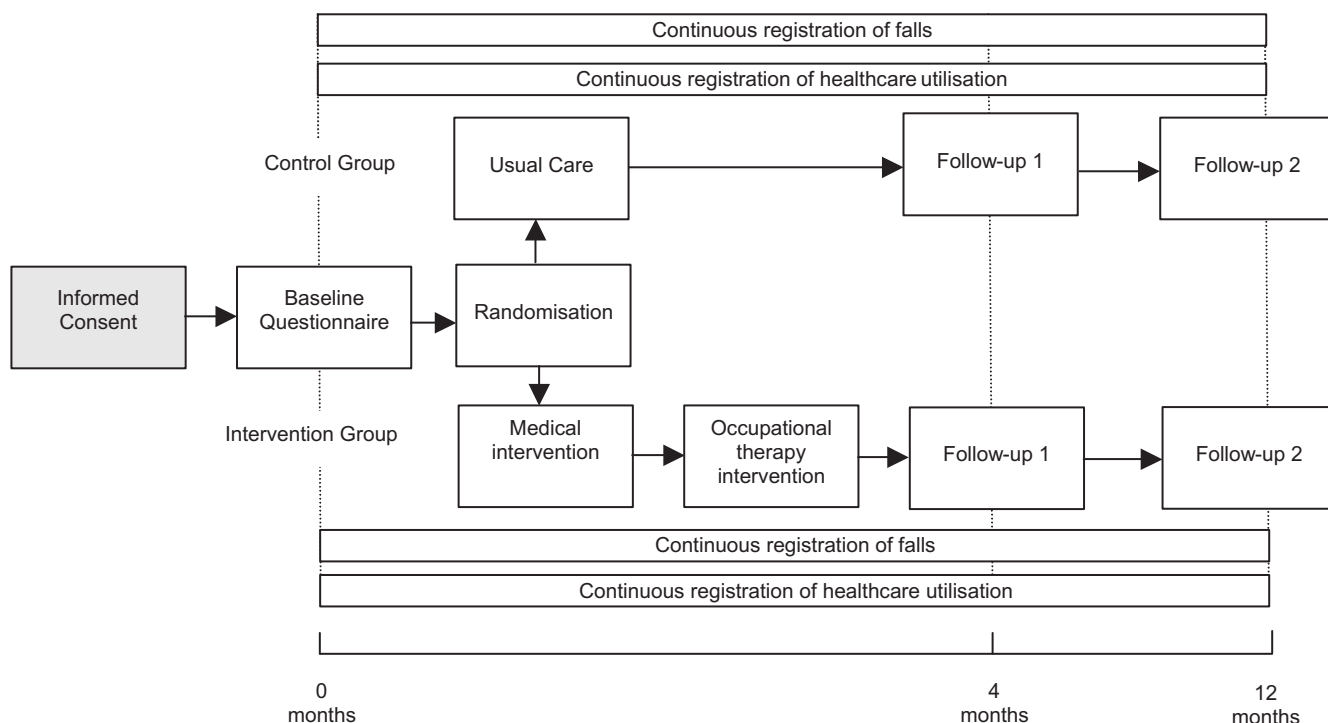 Continuous registration of falls
Continuous registration of healthcare utilisation
Control Group
Usual Care
Follow-up 1
Follow-up 2
Informed
Consent
Baseline
Questionnaire
Randomisation
Intervention Group
Medical
intervention
Occupational
therapy
intervention
Follow-up 1
Follow-up 2
Continuous registration of falls
Continuous registration of healthcare utilisation
0
months
4
months
12
months